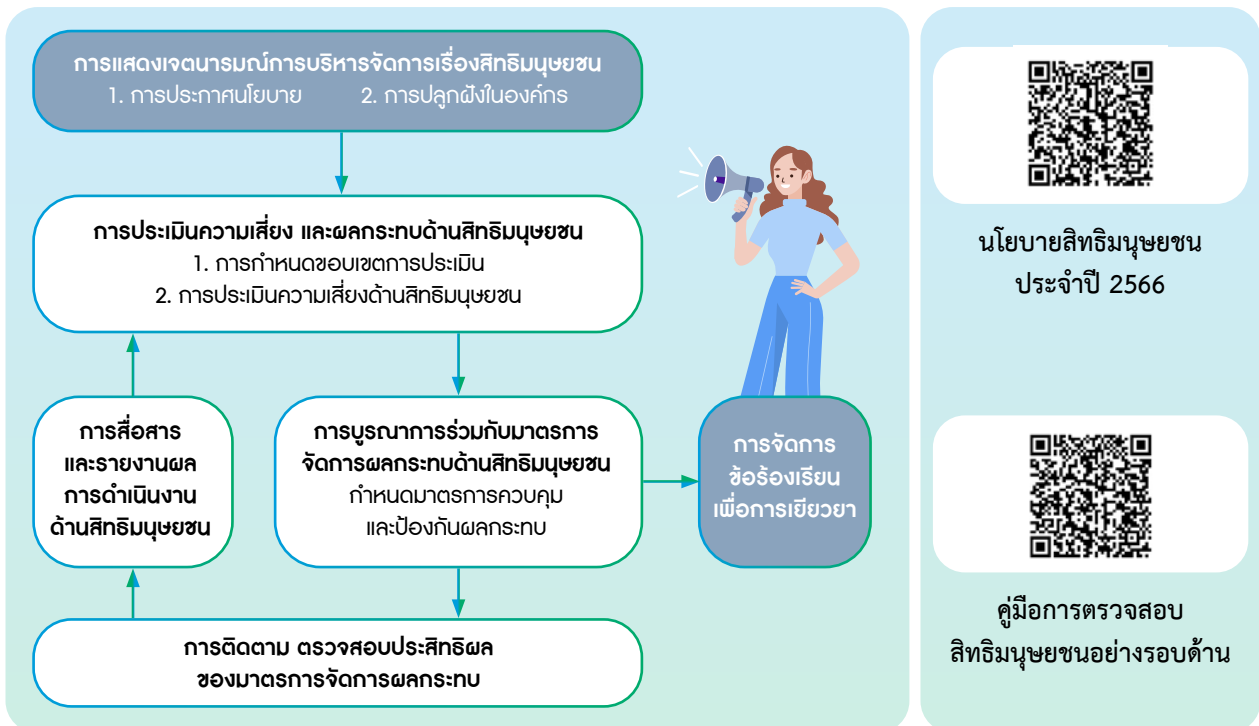 การแสดงเจตนารมณ์การบริหารจัดการเรื่องสิทธิมนุษยชน
1. การประกาศนโยบาย 2. การปลูกฝังในองค์กร
การประเมินความเสี่ยง และผลกระทบด้านสิทธิมนุษยชน
1. การกำหนดขอบเขตการประเมิน
2. การประเมินความเสี่ยงด้านสิทธิมนุษยชน
การสื่อสาร
และรายงานผล
การดำเนินงาน
ด้านสิทธิมนุษยชน
การบูรณาการร่วมกับมาตรการ
จัดการผลกระทบด้านสิทธิมนุษยชน
กำหนดมาตรการควบคุม
และป้องกันผลกระทบ
การจัดการ
ข้อร้องเรียน
เพื่อการเยียวยา
การติดตาม ตรวจสอบประสิทธิผล
ของมาตรการจัดการผลกระทบ
นโยบายสิทธิมนุษยชน
ประจำปี 2566
คู่มือการตรวจสอบ
สิทธิมนุษยชนอย่างรอบด้าน